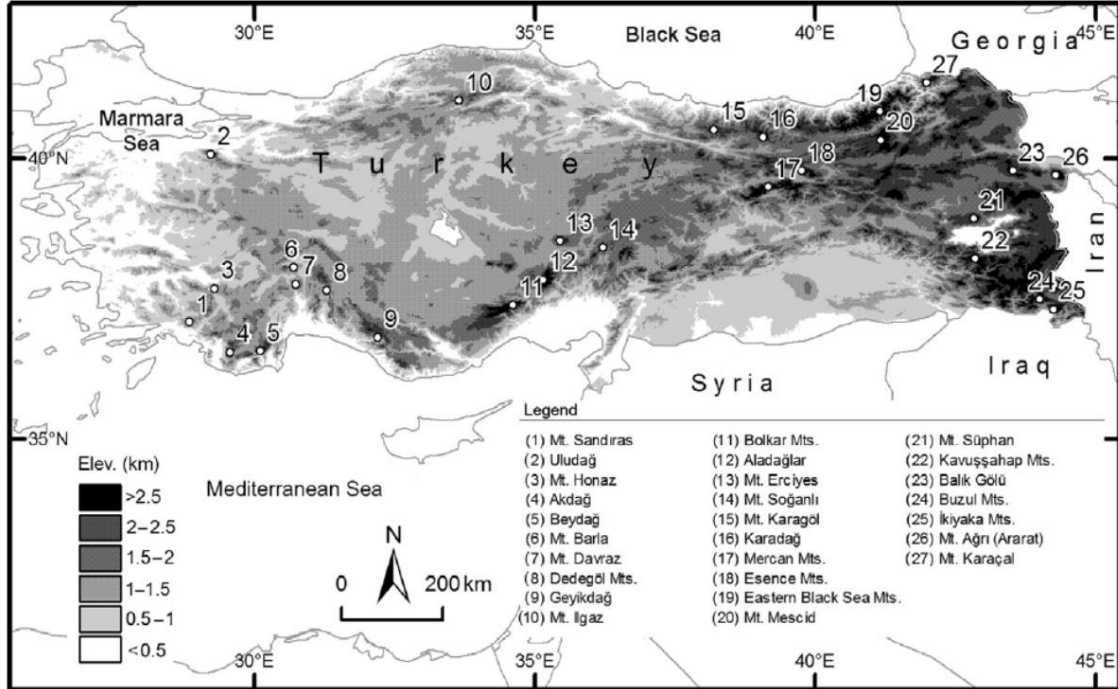 30°E 35°E 40°E 45°E
Black Sea
Georgia
Marmara
Sea
40°N
Turkey
Iran
Iraq
Syria
35°N
Mediterranean Sea
1
2
3
4
5
6
7
8
9
10
11
12
13
14
15
16
17
18
19
20
21
22
23
24
25
26
27
Elev. (km)
>2.5
2–2.5
1.5–2
1–1.5
0.5–1
<0.5
N
0 200 km
Legend
(1) Mt. Sandıras
(2) Uludağ
(3) Mt. Honaz
(4) Akdağ
(5) Beydağ
(6) Mt. Barla
(7) Mt. Davraz
(8) Dedegöl Mts.
(9) Geyikdağ
(10) Mt. Ilgaz
(11) Bolkar Mts.
(12) Aladağlar
(13) Mt. Erciyes
(14) Mt. Soğanlı
(15) Mt. Karagöl
(16) Karadağ
(17) Mercan Mts.
(18) Esence Mts.
(19) Eastern Black Sea Mts.
(20) Mt. Mescid
(21) Mt. Süphan
(22) Kavuşşahap Mts.
(23) Balık Gölü
(24) Buzul Mts.
(25) İkiyaka Mts.
(26) Mt. Ağrı (Ararat)
(27) Mt. Karaçal
30°E 35°E 40°E 45°E